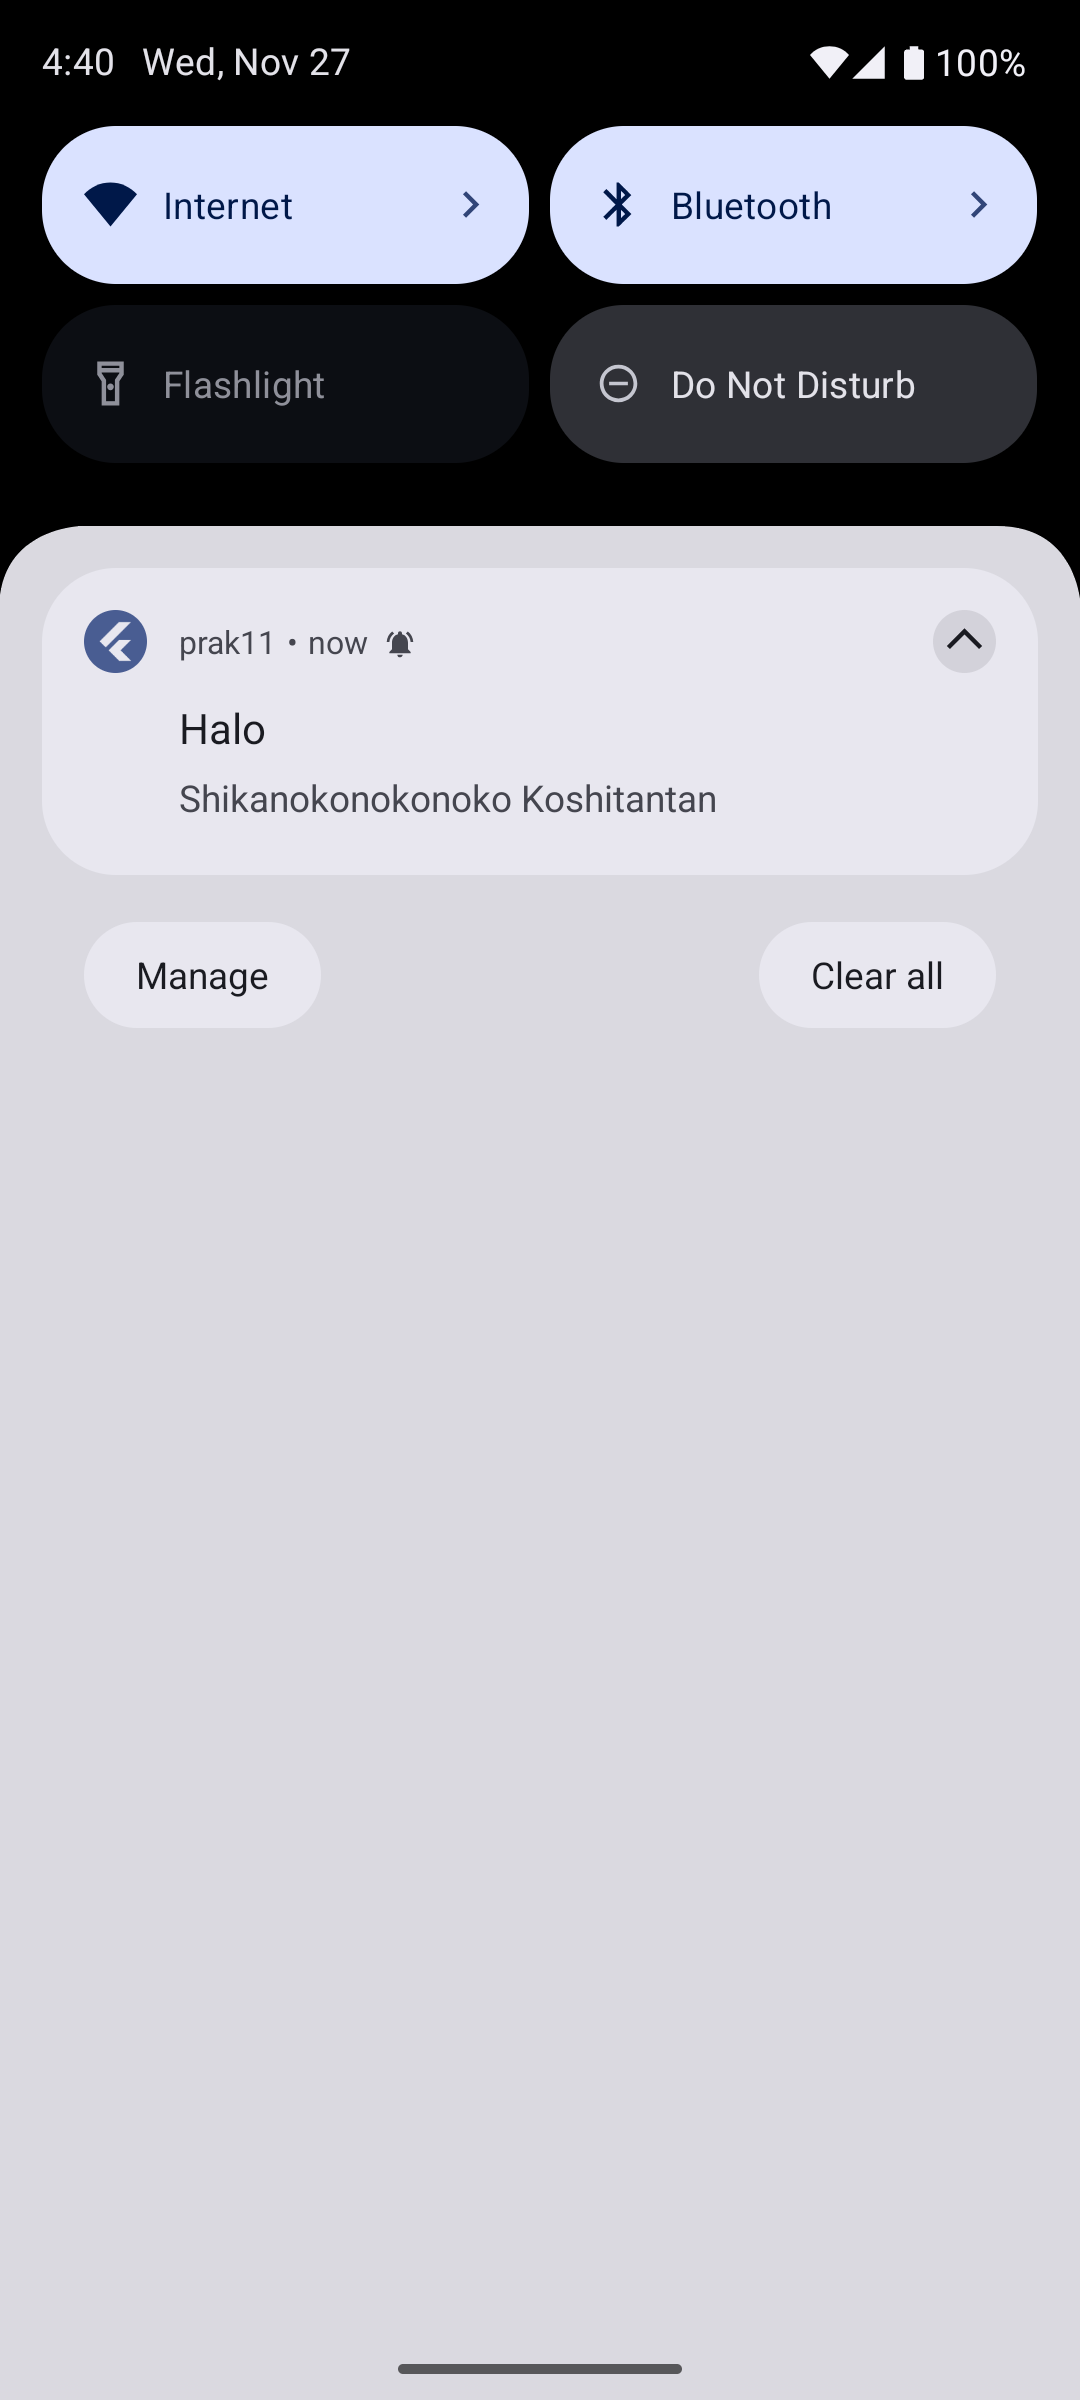 4:40 Wed, Nov 27 100%
Internet Bluetooth
Flashlight Do Not Disturb
prak11 • now
Halo
Shikanokonokonoko Koshitantan
Manage Clear all